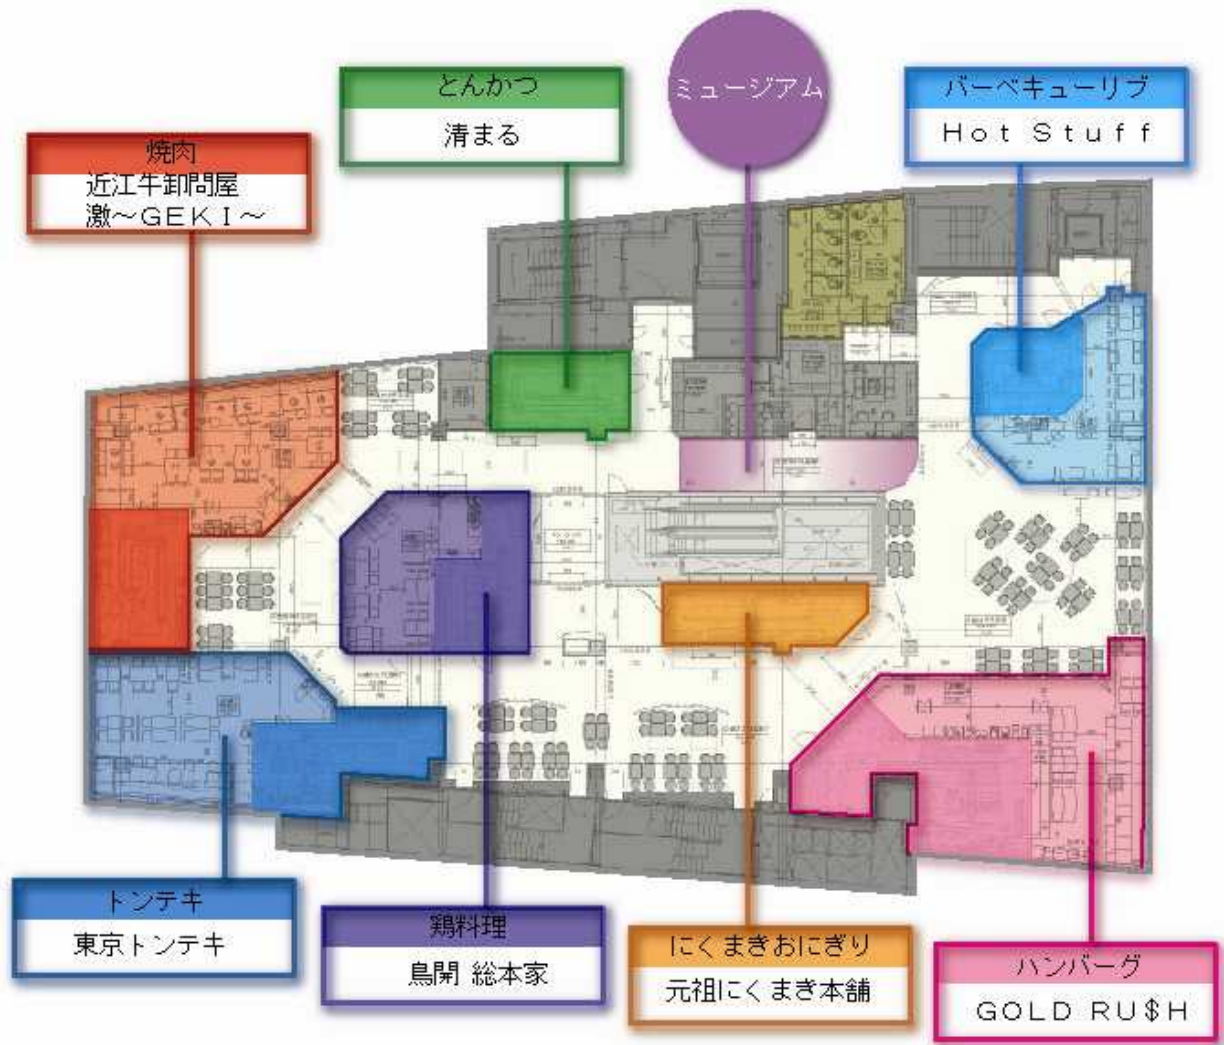 とんかつ
清まる
ミュージアム
バーベキューリブ
Hot Stuff
焼肉
近江牛卸問屋
激～GEKI～
トンテキ
東京トンテキ
鶏料理
鳥開 総本家
にくまきおにぎり
元祖にくまき本舗
ハンバーグ
GOLD RU$H